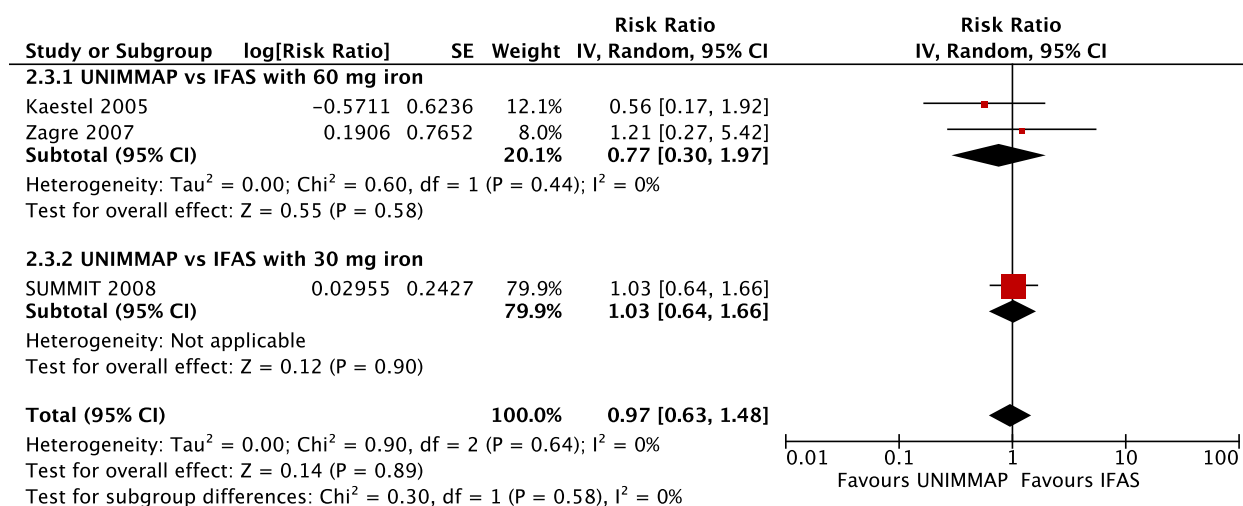 Risk Ratio Risk Ratio
Study or Subgroup log[Risk Ratio] SE Weight IV, Random, 95% CI IV, Random, 95% CI
2.3.1 UNIMMAP vs IFAS with 60 mg iron
Kaestel 2005 −0.5711 0.6236 12.1% 0.56 [0.17, 1.92]
Zagre 2007 0.1906 0.7652 8.0% 1.21 [0.27, 5.42]
Subtotal (95% CI) 20.1% 0.77 [0.30, 1.97]
Heterogeneity: Tau² = 0.00; Chi² = 0.60, df = 1 (P = 0.44); I² = 0%
Test for overall effect: Z = 0.55 (P = 0.58)
2.3.2 UNIMMAP vs IFAS with 30 mg iron
SUMMIT 2008 0.02955 0.2427 79.9% 1.03 [0.64, 1.66]
Subtotal (95% CI) 79.9% 1.03 [0.64, 1.66]
Heterogeneity: Not applicable
Test for overall effect: Z = 0.12 (P = 0.90)
Total (95% CI) 100.0% 0.97 [0.63, 1.48]
Heterogeneity: Tau² = 0.00; Chi² = 0.90, df = 2 (P = 0.64); I² = 0%
Test for overall effect: Z = 0.14 (P = 0.89)
Test for subgroup differences: Chi² = 0.30, df = 1 (P = 0.58), I² = 0%
0.01 0.1 1 10 100
Favours UNIMMAP Favours IFAS